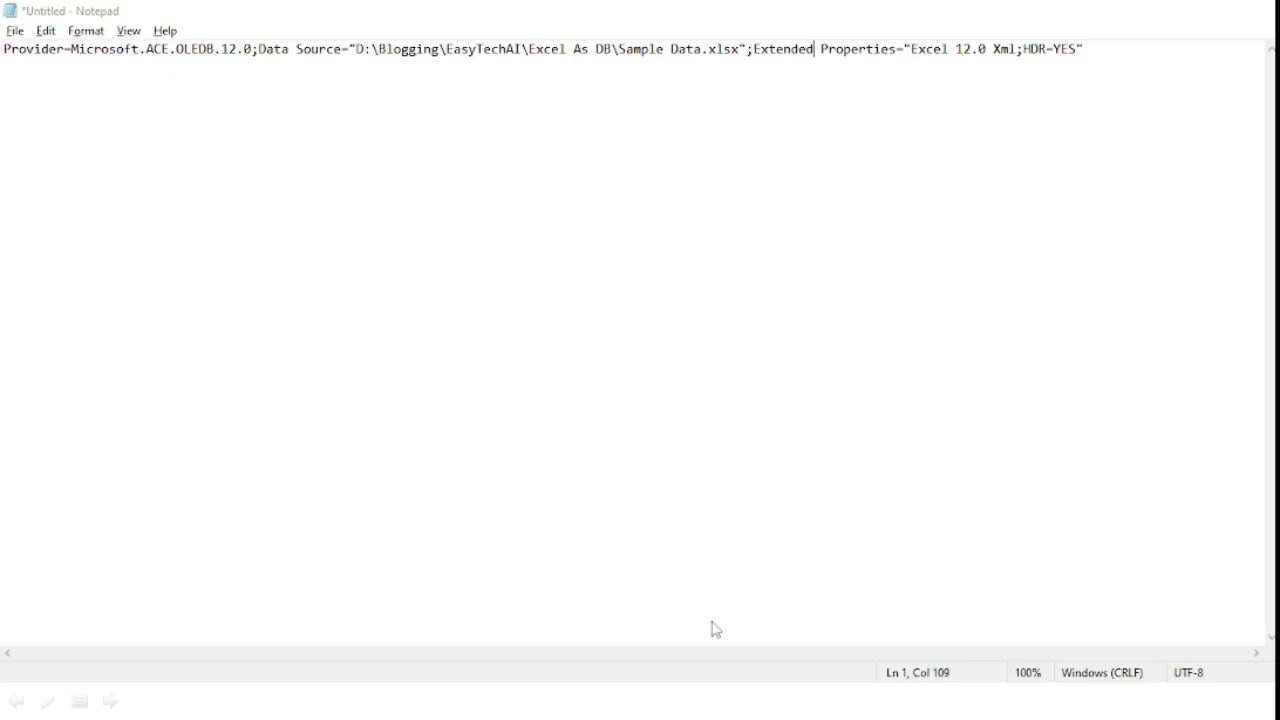 *Untitled - Notepad
File Edit Format View Help
Provider=Microsoft.ACE.OLEDB.12.0;Data Source="D:\Blogging\EasyTechAI\Excel As DB\Sample Data.xlsx";Extended Properties="Excel 12.0 Xml;HDR=YES"
Ln 1, Col 109 100% Windows (CRLF) UTF-8